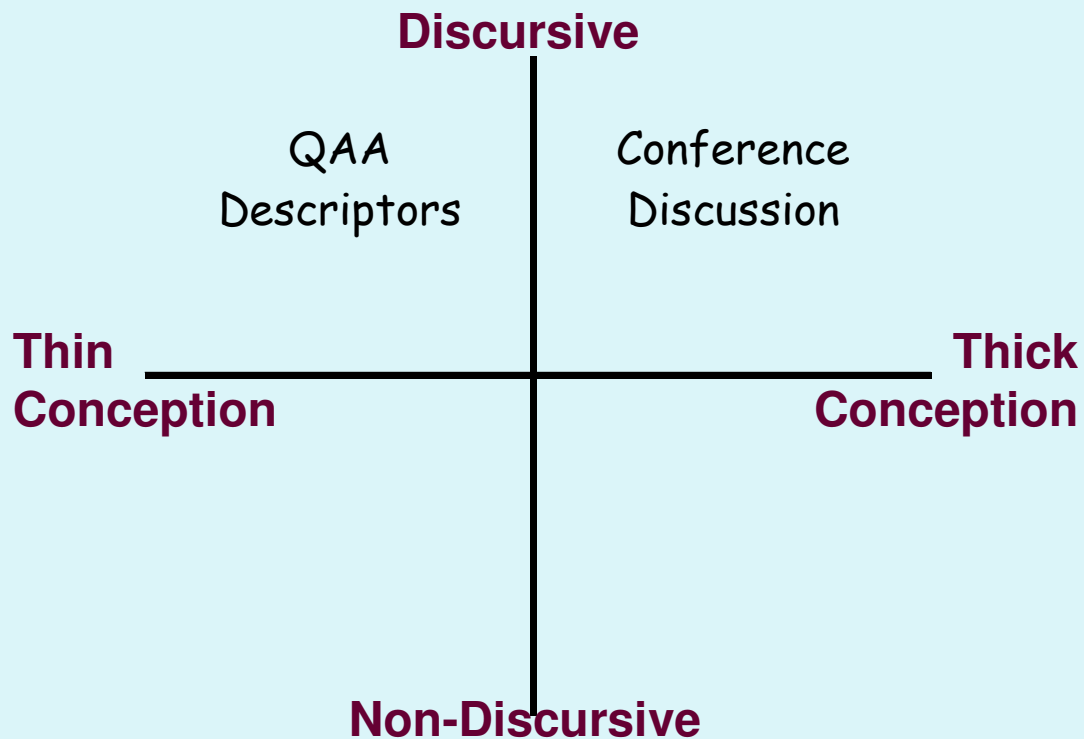 Discursive
QAA
Descriptors
Conference
Discussion
Thin
Conception
Thick
Conception
Non-Discursive